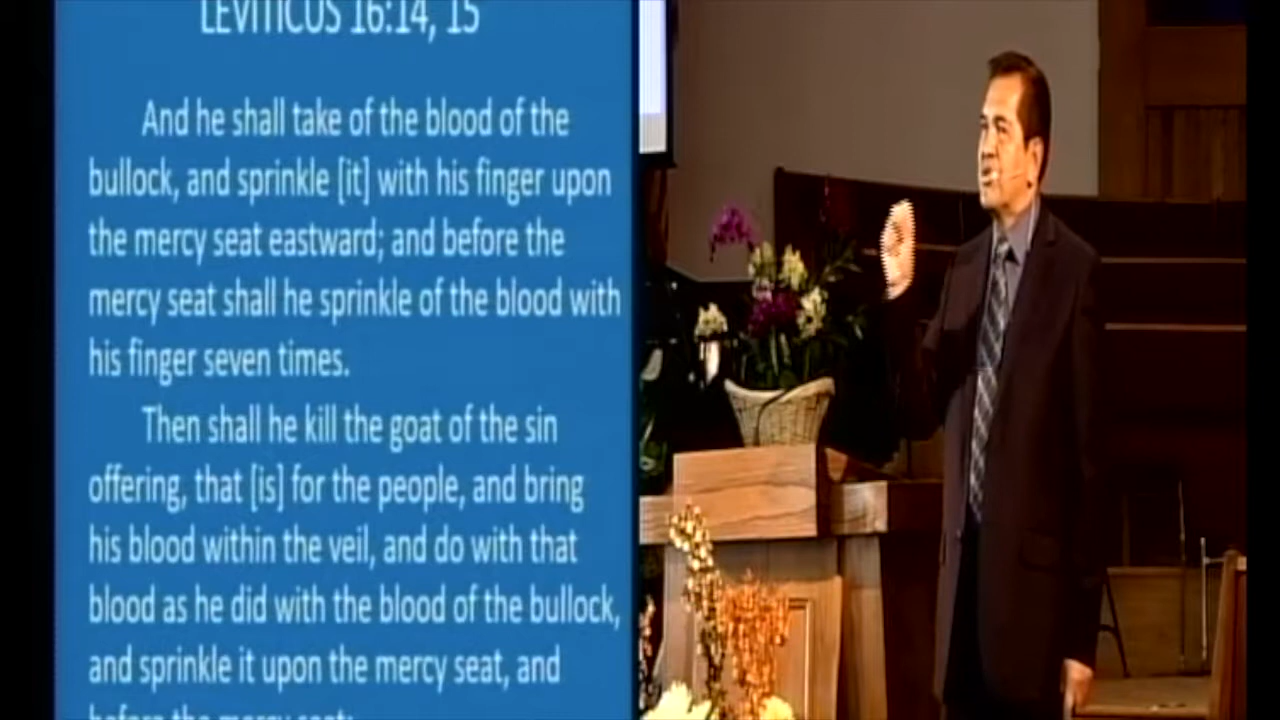 LEVITICUS 16:14, 15
And he shall take of the blood of the
bullock, and sprinkle [it] with his finger upon
the mercy seat eastward; and before the
mercy seat shall he sprinkle of the blood with
his finger seven times.
Then shall he kill the goat of the sin
offering, that [is] for the people, and bring
his blood within the veil, and do with that
blood as he did with the blood of the bullock,
and sprinkle it upon the mercy seat, and
before the mercy seat: